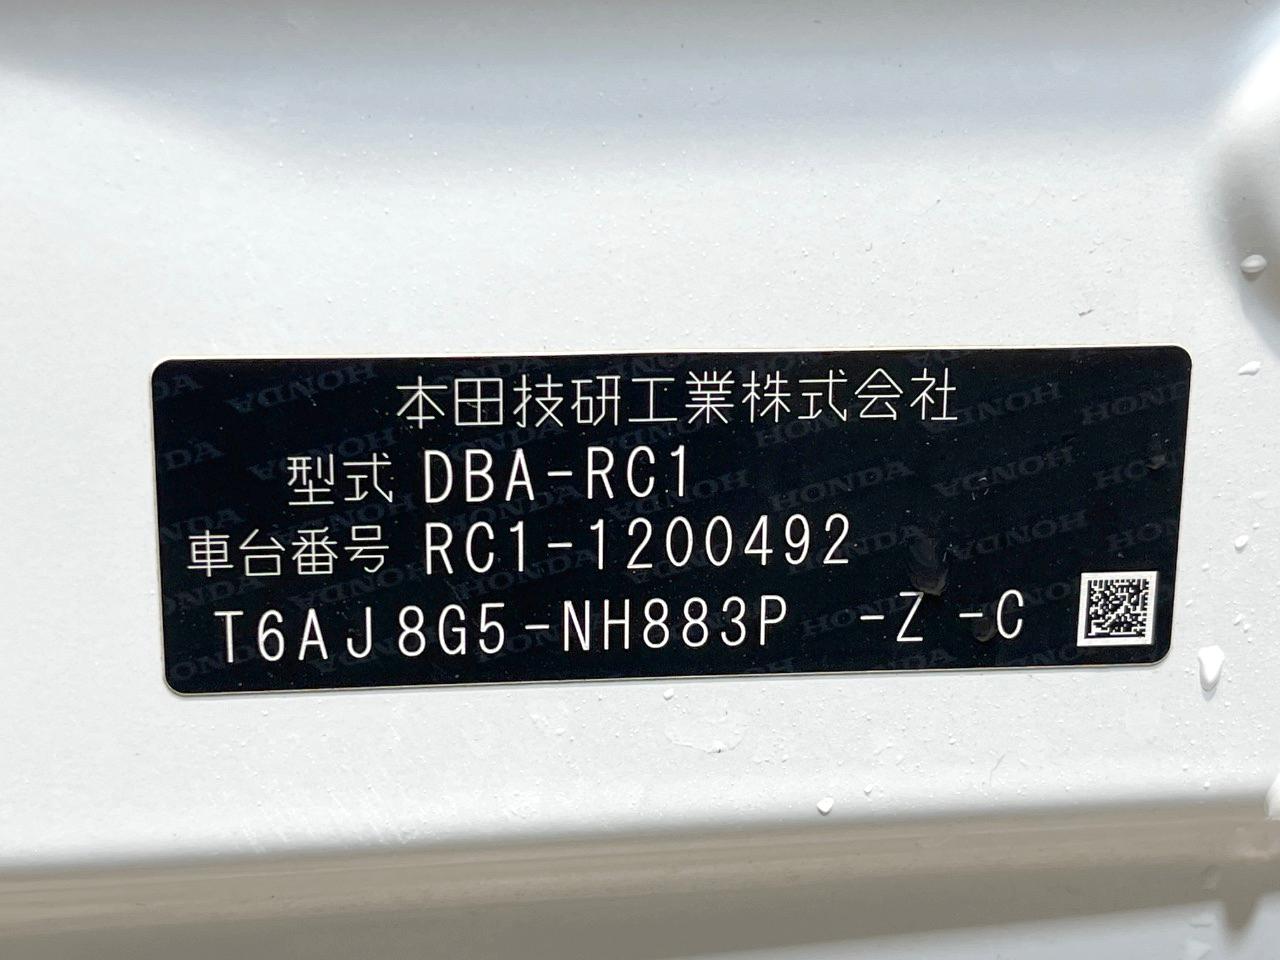 本田技研工業株式会社
型式 DBA-RC1
車台番号 RC1-1200492
T6AJ8G5-NH883P -Z -C